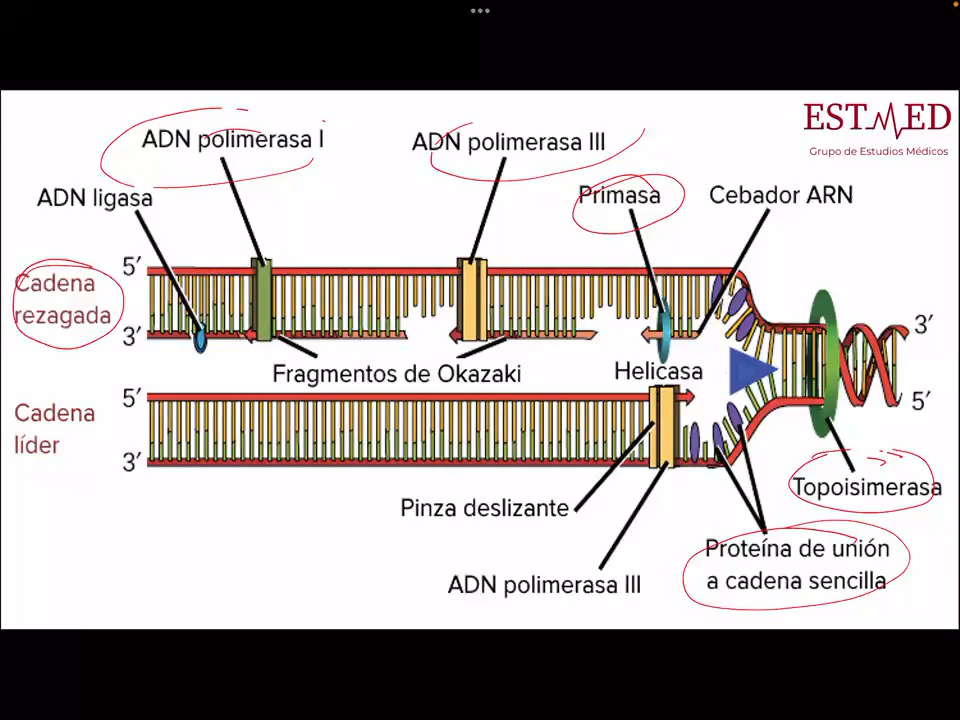 ESTMED
Grupo de Estudios Médicos
ADN polimerasa I
ADN polimerasa III
ADN ligasa
Primasa
Cebador ARN
Cadena
rezagada
5′
3′
3′
5′
Fragmentos de Okazaki
Helicasa
Cadena
líder
5′
3′
Topoisimerasa
Pinza deslizante
Proteína de unión
a cadena sencilla
ADN polimerasa III